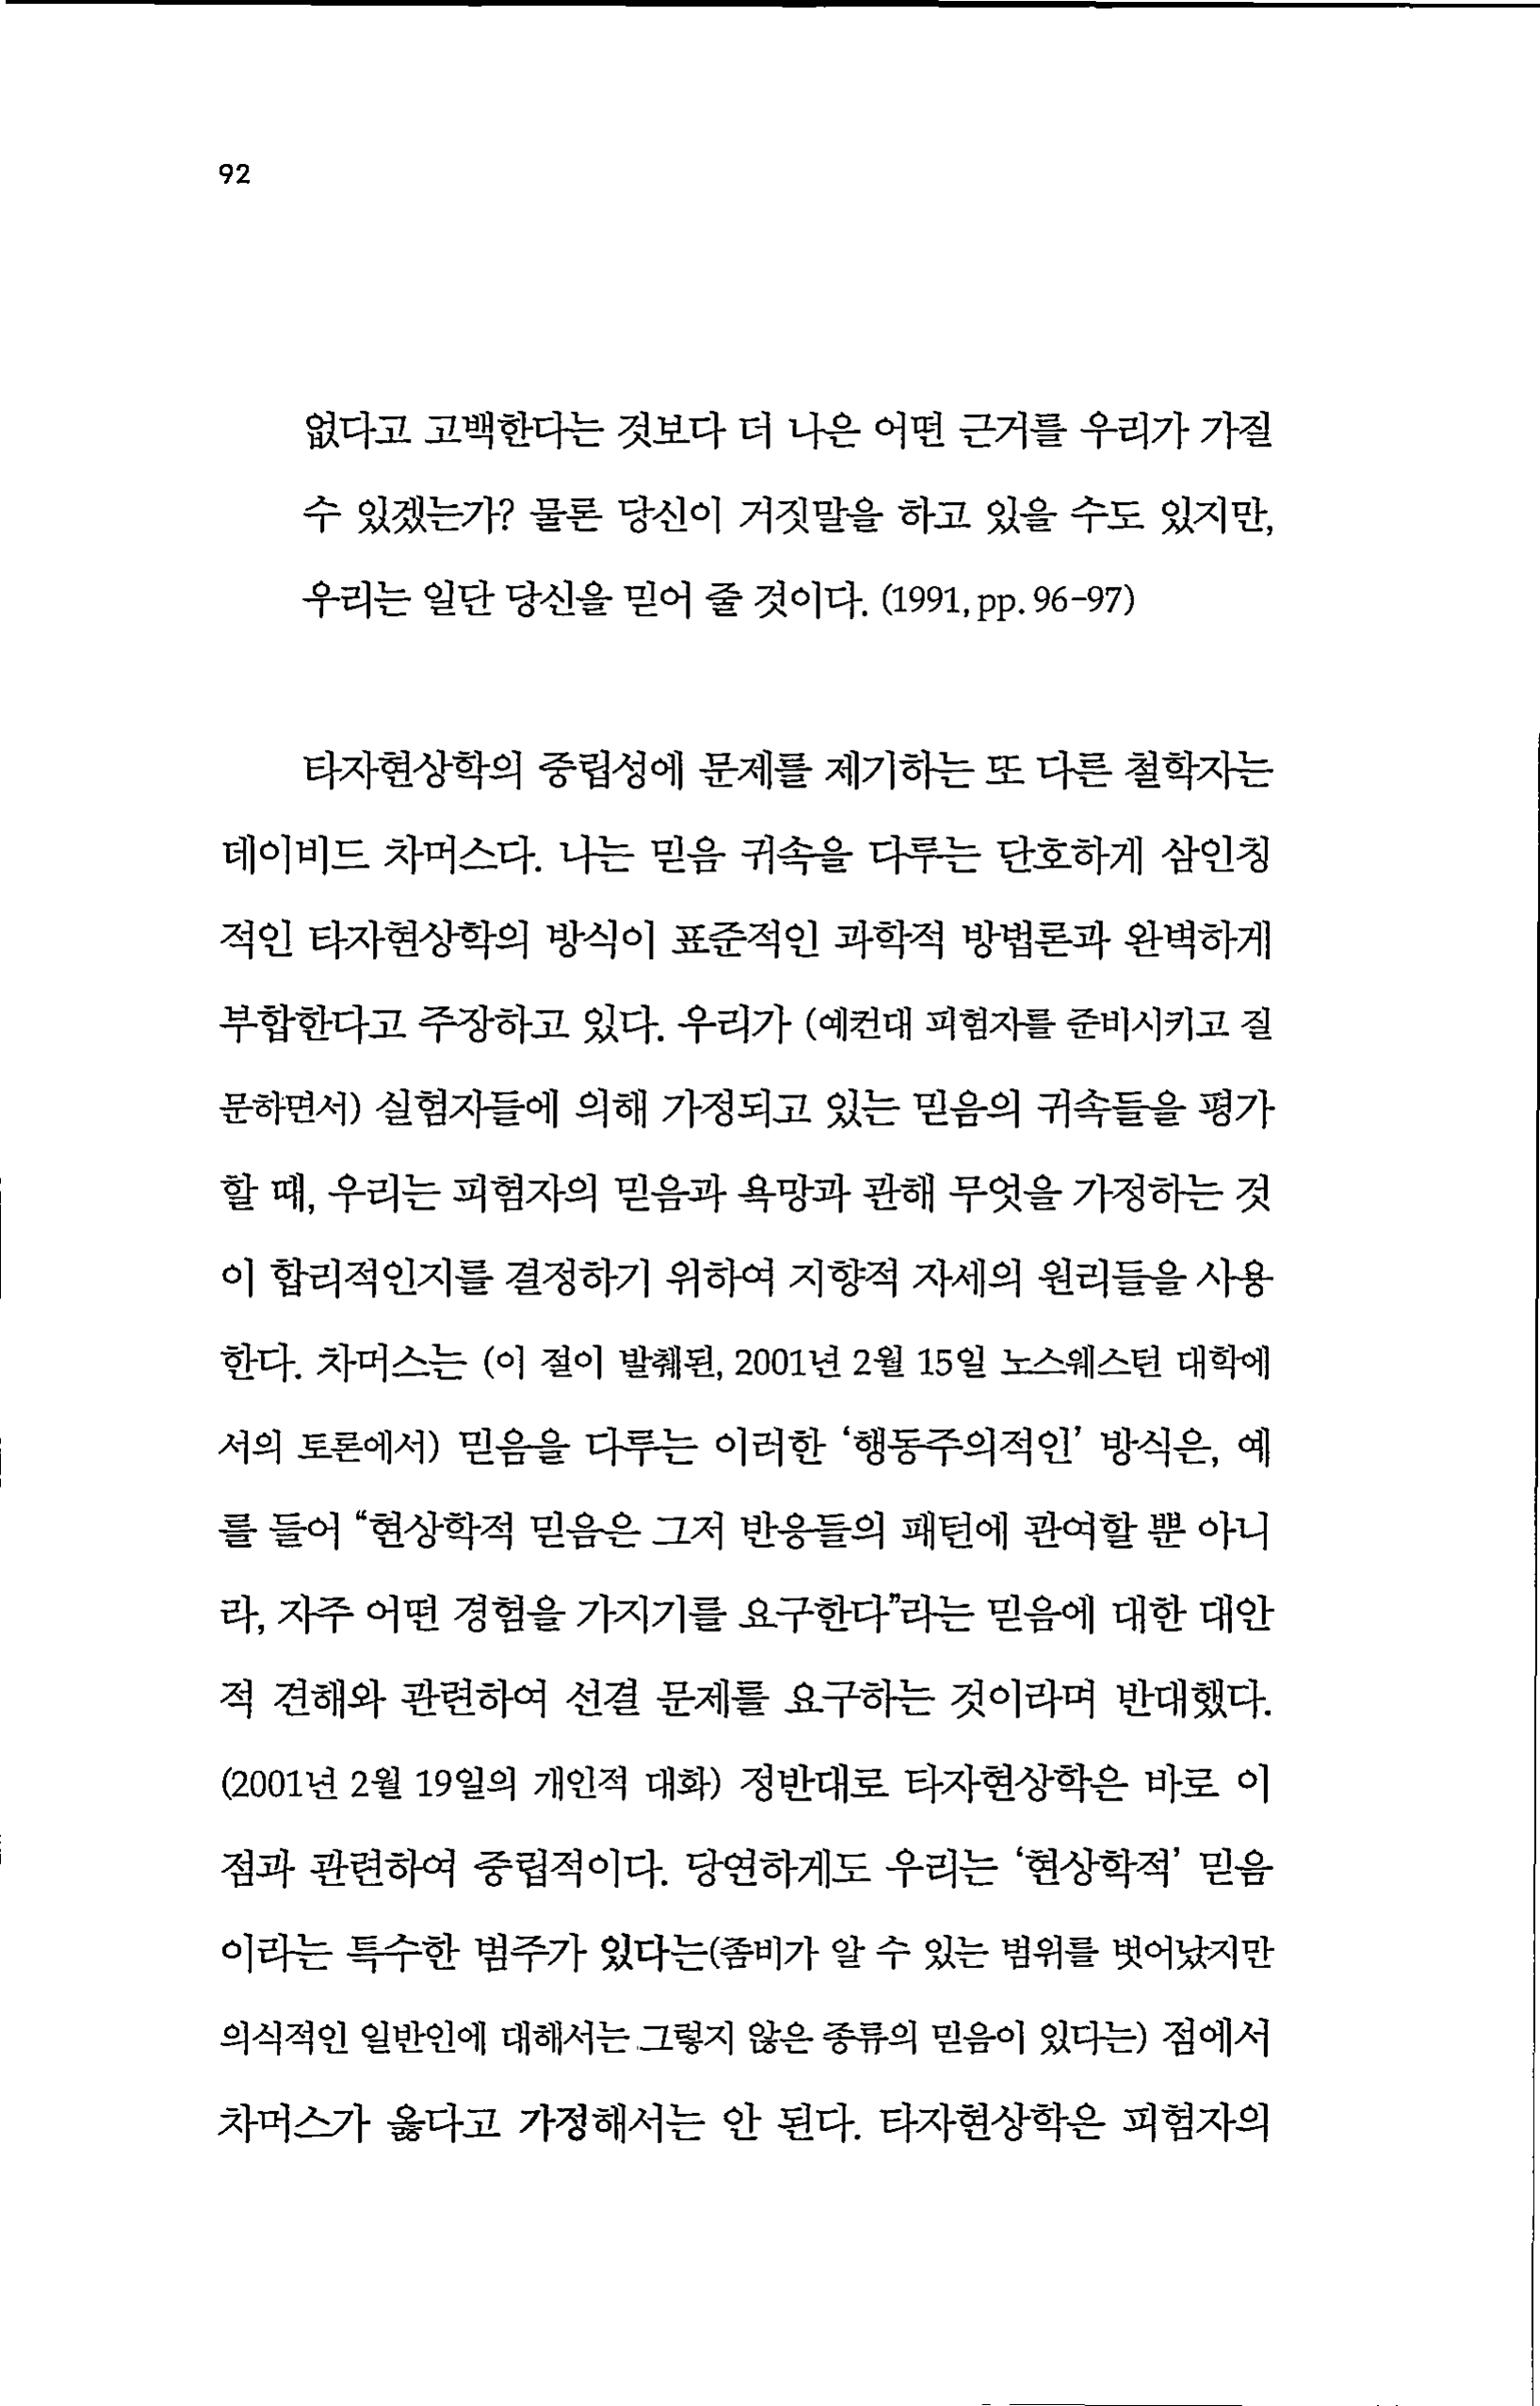 92
없다고 고백한다는 것보다 더 나은 어떤 근거를 우리가 가질
수 있겠는가? 물론 당신이 거짓말을 하고 있을 수도 있지만,
우리는 일단 당신을 믿어 줄 것이다. (1991, pp. 96-97)
타자현상학의 중립성에 문제를 제기하는 또 다른 철학자는
데이비드 차머스다. 나는 믿음 귀속을 다루는 단호하게 삼인칭
적인 타자현상학의 방식이 표준적인 과학적 방법론과 완벽하게
부합한다고 주장하고 있다. 우리가 (예컨대 피험자를 준비시키고 질
문하면서) 실험자들에 의해 가정되고 있는 믿음의 귀속들을 평가
할 때, 우리는 피험자의 믿음과 욕망과 관해 무엇을 가정하는 것
이 합리적인지를 결정하기 위하여 지향적 자세의 원리들을 사용
한다. 차머스는 (이 절이 발췌된, 2001년 2월 15일 노스웨스턴 대학에
서의 토론에서) 믿음을 다루는 이러한 ‘행동주의적인’ 방식은, 예
를 들어 “현상학적 믿음은 그저 반응들의 패턴에 관여할 뿐 아니
라, 자주 어떤 경험을 가지기를 요구한다”라는 믿음에 대한 대안
적 견해와 관련하여 선결 문제를 요구하는 것이라며 반대했다.
(2001년 2월 19일의 개인적 대화) 정반대로 타자현상학은 바로 이
점과 관련하여 중립적이다. 당연하게도 우리는 ‘현상학적’ 믿음
이라는 특수한 범주가 있다는(좀비가 알 수 있는 범위를 벗어났지만
의식적인 일반인에 대해서는 그렇지 않은 종류의 믿음이 있다는) 점에서
차머스가 옳다고 가정해서는 안 된다. 타자현상학은 피험자의